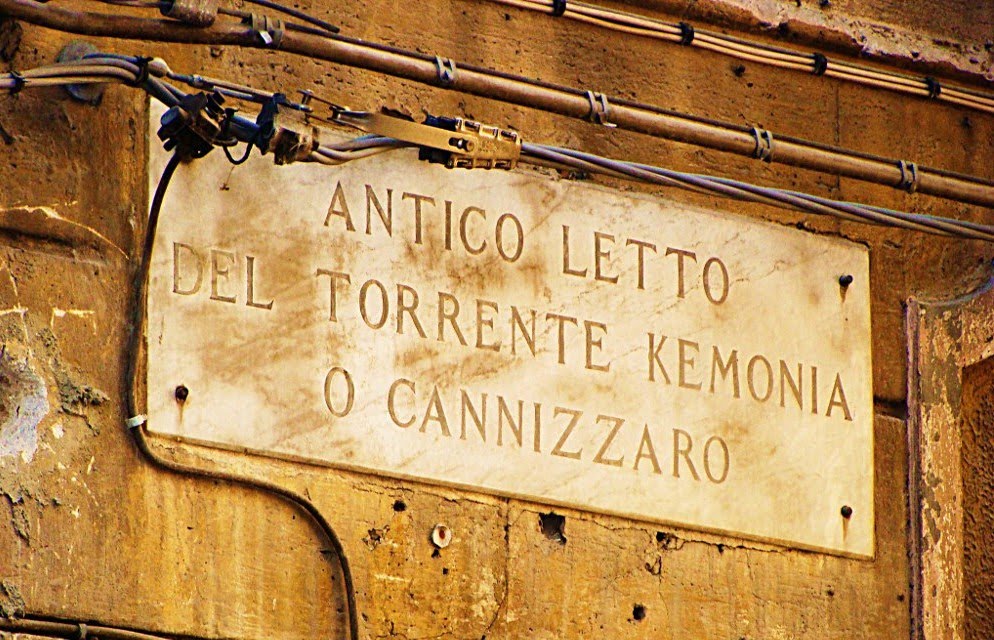 ANTICO LETTO
DEL TORRENTE KEMONIA
O CANNIZZARO